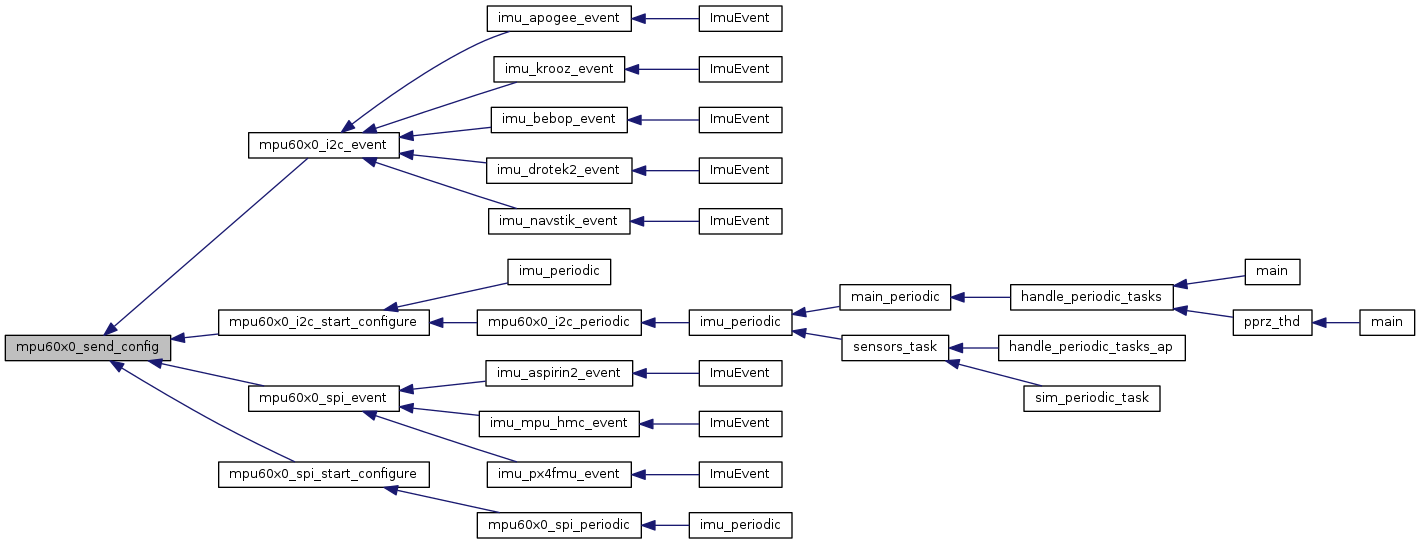 imu_apogee_event
ImuEvent
imu_krooz_event
ImuEvent
imu_bebop_event
ImuEvent
mpu60x0_i2c_event
imu_drotek2_event
ImuEvent
imu_navstik_event
ImuEvent
imu_periodic
main
main_periodic
handle_periodic_tasks
mpu60x0_i2c_start_configure
mpu60x0_i2c_periodic
imu_periodic
pprz_thd
main
mpu60x0_send_config
sensors_task
handle_periodic_tasks_ap
imu_aspirin2_event
ImuEvent
mpu60x0_spi_event
sim_periodic_task
imu_mpu_hmc_event
ImuEvent
mpu60x0_spi_start_configure
imu_px4fmu_event
ImuEvent
mpu60x0_spi_periodic
imu_periodic